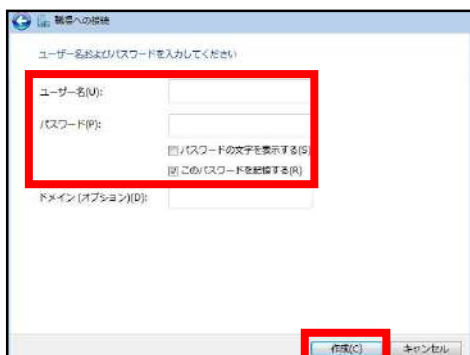 職場への接続
ユーザー名およびパスワードを入力してください
ユーザー名(U):
パスワード(P):
パスワードの文字を表示する(S)
このパスワードを記憶する(R)
ドメイン (オプション)(D):
作成(C) キャンセル